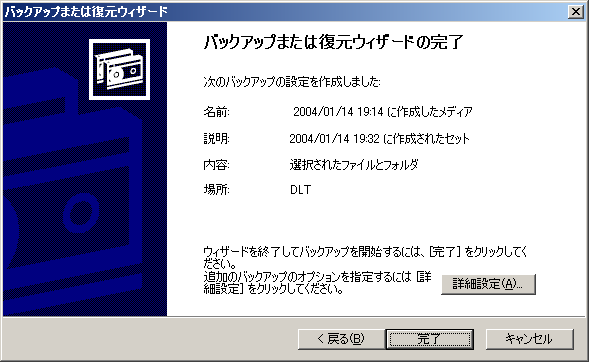 バックアップまたは復元ウィザード
バックアップまたは復元ウィザードの完了
次のバックアップの設定を作成しました:
名前: 2004/01/14 19:14 に作成したメディア
説明: 2004/01/14 19:32 に作成されたセット
内容: 選択されたファイルとフォルダ
場所: DLT
ウィザードを終了してバックアップを開始するには、[完了] をクリックしてく
ださい。
追加のバックアップのオプションを指定するには [詳
細設定] をクリックしてください。
詳細設定(A)...
< 戻る(B)
完了
キャンセル